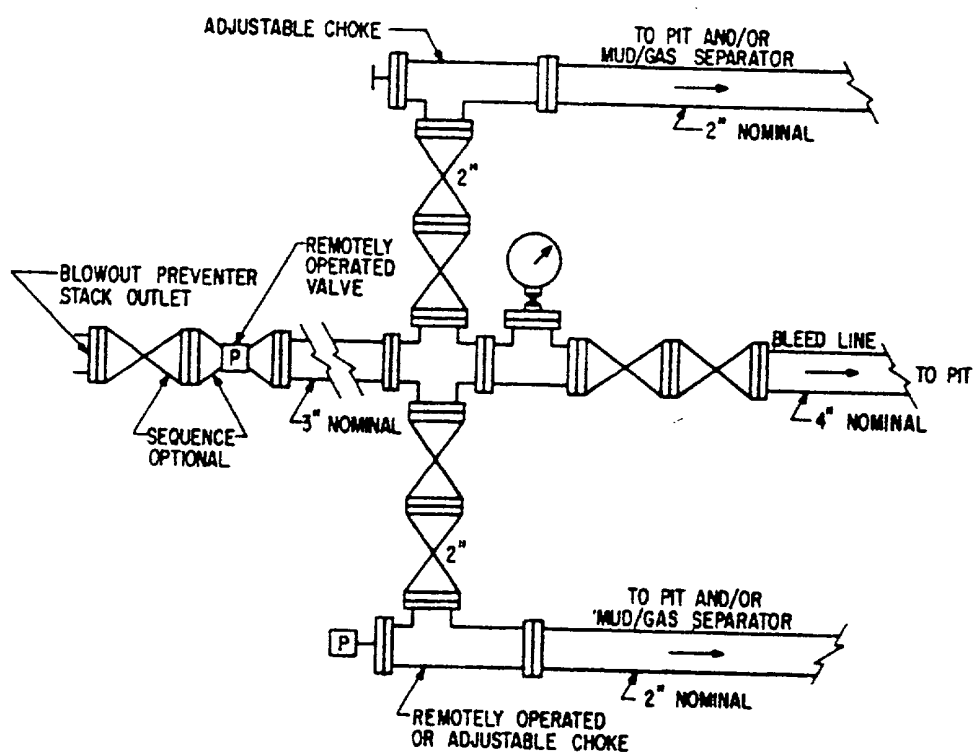 ADJUSTABLE CHOKE
TO PIT AND/OR
MUD/GAS SEPARATOR
2" NOMINAL
2"
REMOTELY
OPERATED
VALVE
BLOWOUT PREVENTER
STACK OUTLET
P
BLEED LINE
TO PIT
3" NOMINAL
4" NOMINAL
SEQUENCE
OPTIONAL
2"
TO PIT AND/OR
MUD/GAS SEPARATOR
P
2" NOMINAL
REMOTELY OPERATED
OR ADJUSTABLE CHOKE